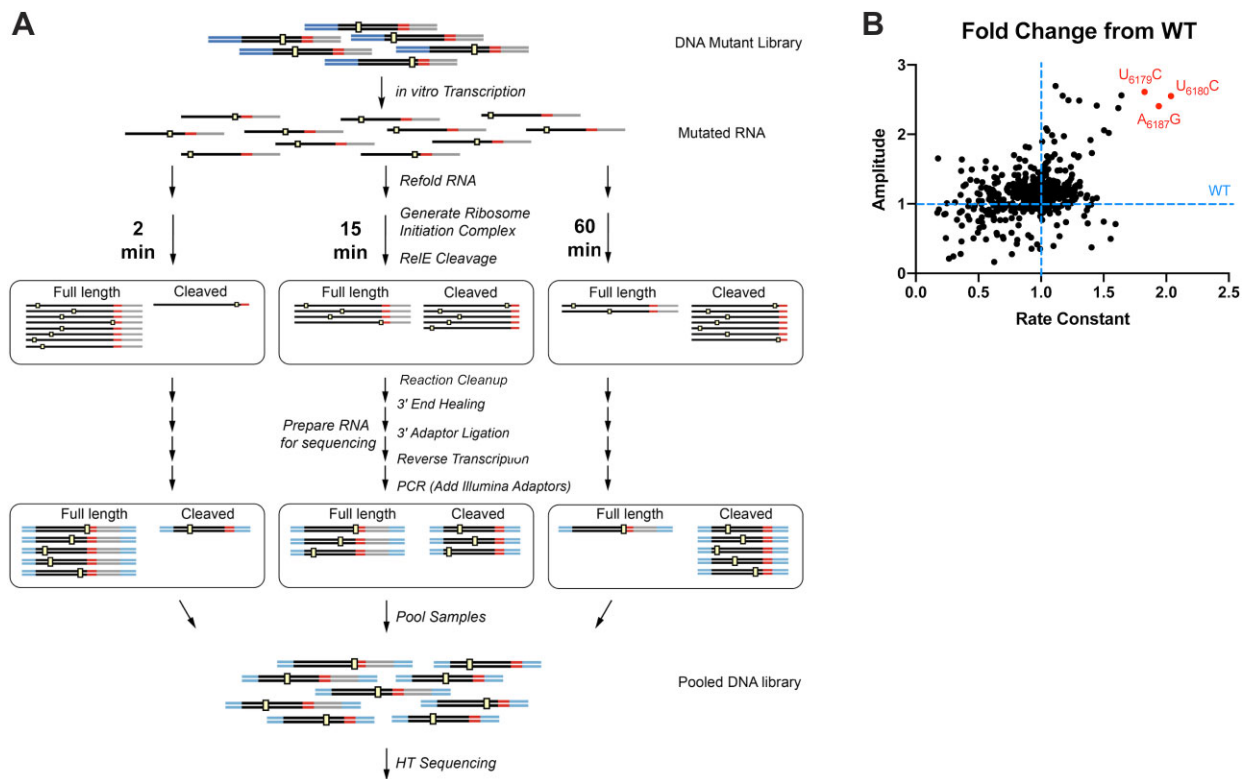 A
DNA Mutant Library
in vitro Transcription
Mutated RNA
Refold RNA
Generate Ribosome
Initiation Complex
RelE Cleavage
2
min
15
min
60
min
Full length
Cleaved
Full length
Cleaved
Full length
Cleaved
Reaction Cleanup
3' End Healing
Prepare RNA
for sequencing
3' Adaptor Ligation
Reverse Transcription
PCR (Add Illumina Adaptors)
Full length
Cleaved
Full length
Cleaved
Full length
Cleaved
Pool Samples
Pooled DNA library
HT Sequencing
B
Fold Change from WT
Amplitude
3
2
1
0
U6179C
U6180C
A6187G
WT
0.0 0.5 1.0 1.5 2.0 2.5
Rate Constant